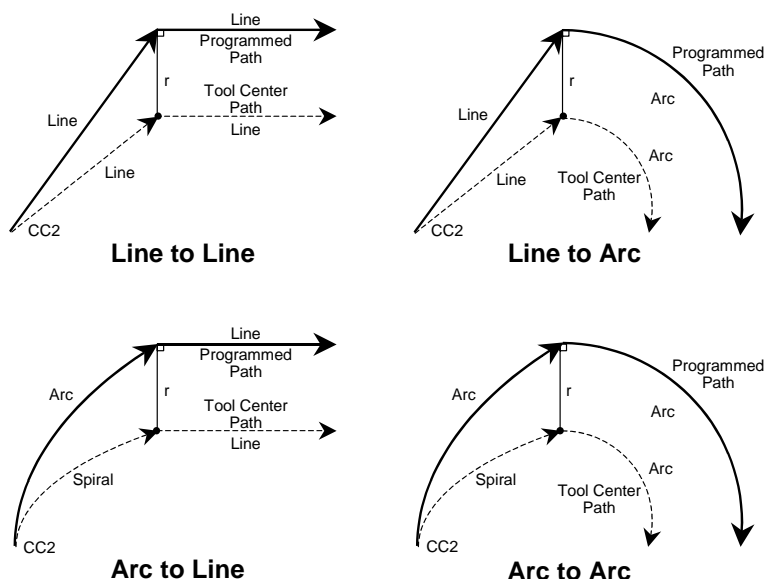 Line
Programmed
Path
r
Tool Center
Path
Line
Line
Line
CC2
Line to Line
Programmed
Path
r
Arc
Line
Arc
Line
Tool Center
Path
CC2
Line to Arc
Line
Programmed
Path
Arc
r
Tool Center
Path
Line
Spiral
CC2
Arc to Line
Programmed
Path
Arc
r
Arc
Arc
Spiral
Tool Center
Path
CC2
Arc to Arc